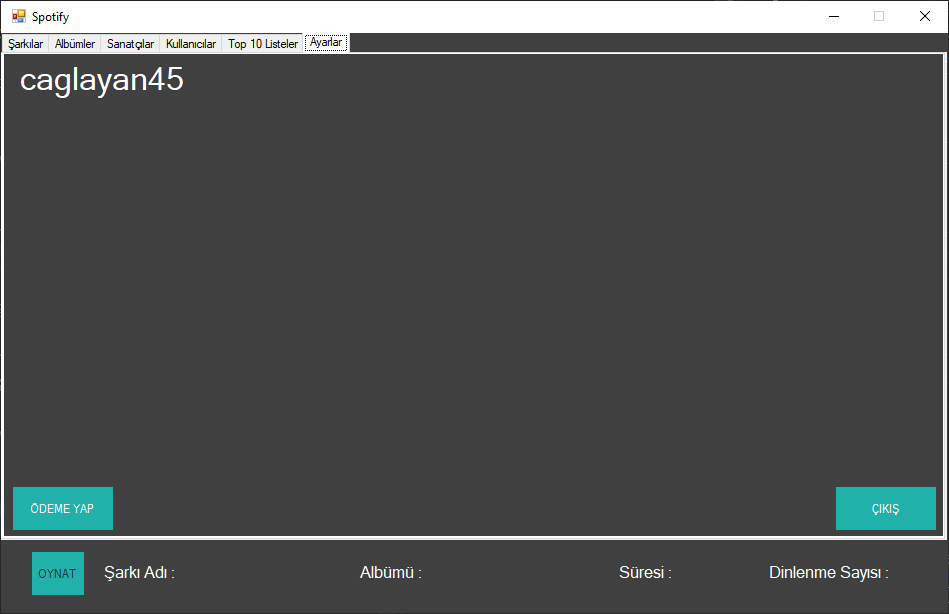 Spotify
Şarkılar Albümler Sanatçılar Kullanıcılar Top 10 Listeler Ayarlar
caglayan45
ÖDEME YAP ÇIKIŞ
OYNAT Şarkı Adı : Albümü : Süresi : Dinlenme Sayısı :